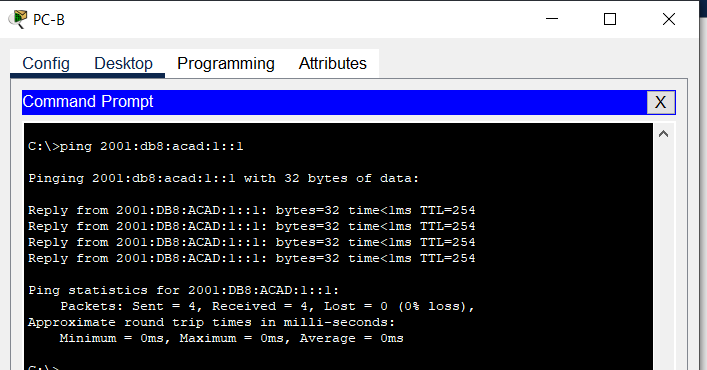 PC-B
Config Desktop Programming Attributes
Command Prompt X
C:\>ping 2001:db8:acad:1::1
Pinging 2001:db8:acad:1::1 with 32 bytes of data:
Reply from 2001:DB8:ACAD:1::1: bytes=32 time<1ms TTL=254
Reply from 2001:DB8:ACAD:1::1: bytes=32 time<1ms TTL=254
Reply from 2001:DB8:ACAD:1::1: bytes=32 time<1ms TTL=254
Reply from 2001:DB8:ACAD:1::1: bytes=32 time<1ms TTL=254
Ping statistics for 2001:DB8:ACAD:1::1:
Packets: Sent = 4, Received = 4, Lost = 0 (0% loss),
Approximate round trip times in milli-seconds:
Minimum = 0ms, Maximum = 0ms, Average = 0ms
C:\>